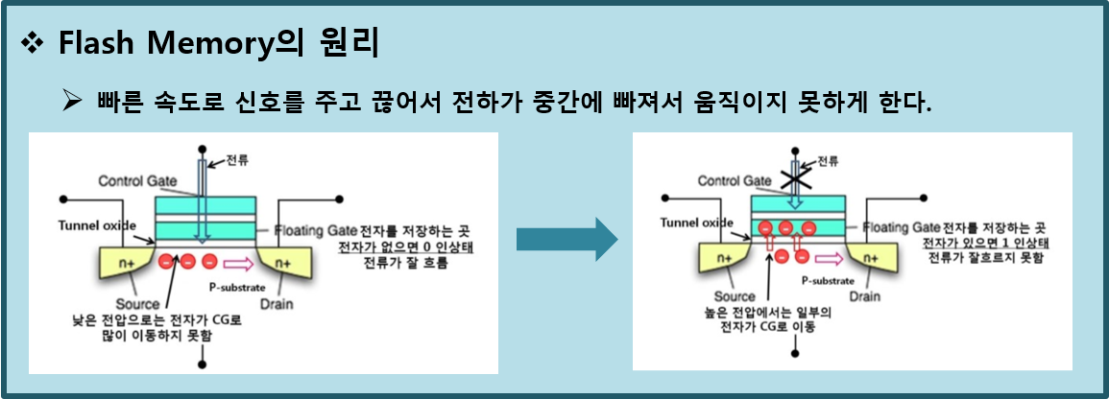 ❖ Flash Memory의 원리
➢ 빠른 속도로 신호를 주고 끊어서 전하가 중간에 빠져서 움직이지 못하게 한다.
전류
Control Gate
Tunnel oxide
Floating Gate 전자를 저장하는 곳
전자가 없으면 0 인상태
전류가 잘 흐름
n+
n+
P-substrate
Source
Drain
낮은 전압으로는 전자가 CG로
많이 이동하지 못함
전류
Control Gate
Tunnel oxide
Floating Gate 전자를 저장하는 곳
전자가 있으면 1 인상태
전류가 잘흐르지 못함
n+
n+
P-substrate
Source
Drain
높은 전압에서는 일부의
전자가 CG로 이동